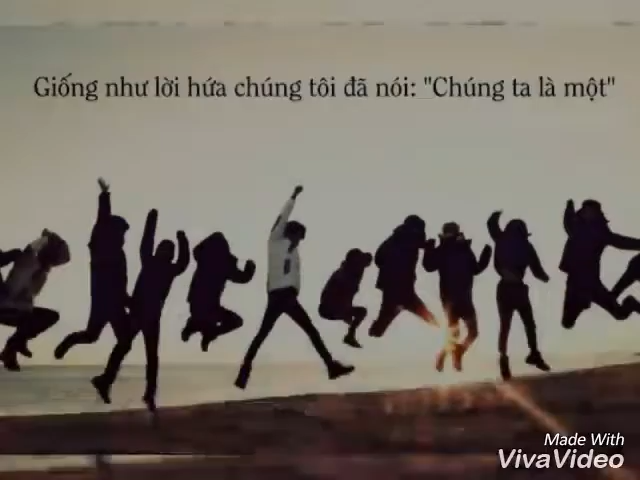 Giống như lời hứa chúng tôi đã nói: "Chúng ta là một"
Made With
VivaVideo